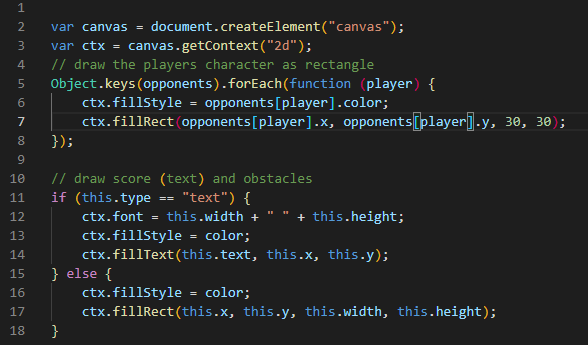 1
2 var canvas = document.createElement("canvas");
3 var ctx = canvas.getContext("2d");
4 // draw the players character as rectangle
5 Object.keys(opponents).forEach(function (player) {
6     ctx.fillStyle = opponents[player].color;
7     ctx.fillRect(opponents[player].x, opponents[player].y, 30, 30);
8 });
9
10 // draw score (text) and obstacles
11 if (this.type == "text") {
12     ctx.font = this.width + " " + this.height;
13     ctx.fillStyle = color;
14     ctx.fillText(this.text, this.x, this.y);
15 } else {
16     ctx.fillStyle = color;
17     ctx.fillRect(this.x, this.y, this.width, this.height);
18 }